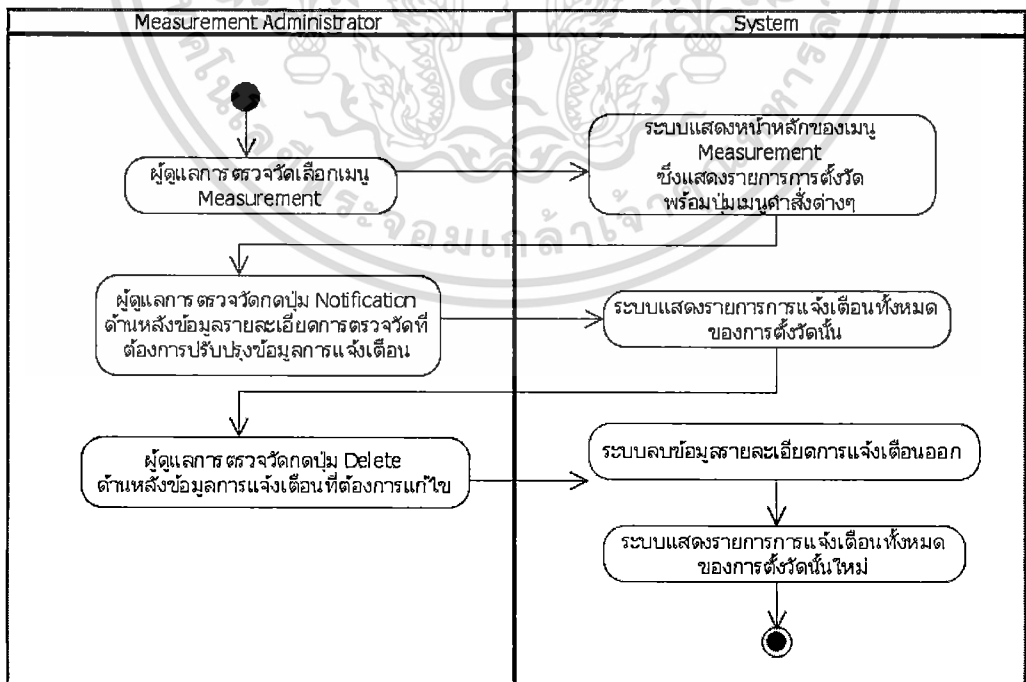 Measurement Administrator
System
ผู้ดูแลการตรวจวัดเลือกเมนู
Measurement
ระบบแสดงหน้าหลักของเมนู
Measurement
ซึ่งแสดงรายการการตั้งวัด
พร้อมปุ่มเมนูคำสั่งต่างๆ
ผู้ดูแลการตรวจวัดกดปุ่ม Notification
ด้านหลังข้อมูลรายละเอียดการตรวจวัดที่
ต้องการปรับปรุงข้อมูลการแจ้งเตือน
ระบบแสดงรายการการแจ้งเตือนทั้งหมด
ของการตั้งวัดนั้น
ผู้ดูแลการตรวจวัดกดปุ่ม Delete
ด้านหลังข้อมูลการแจ้งเตือนที่ต้องการแก้ไข
ระบบลบข้อมูลรายละเอียดการแจ้งเตือนออก
ระบบแสดงรายการการแจ้งเตือนทั้งหมด
ของการตั้งวัดนั้นใหม่